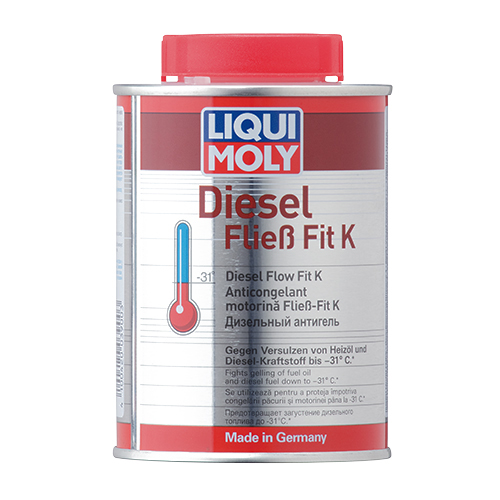 LIQUI
MOLY
Diesel
Fließ Fit K
-31°
Diesel Flow Fit K
Anticongelant
motorină Fließ-Fit K
Дизельный антигель
Gegen Versulzen von Heizöl und
Diesel-Kraftstoff bis –31° C.*
Fights gelling of fuel oil
and diesel fuel down to –31° C.*
Se utilizează pentru a proteja împotriva
congelării păcurii și motorinei până la -31° C.*
Предотвращает загустение дизельного
топлива до -31°C.*
Made in Germany